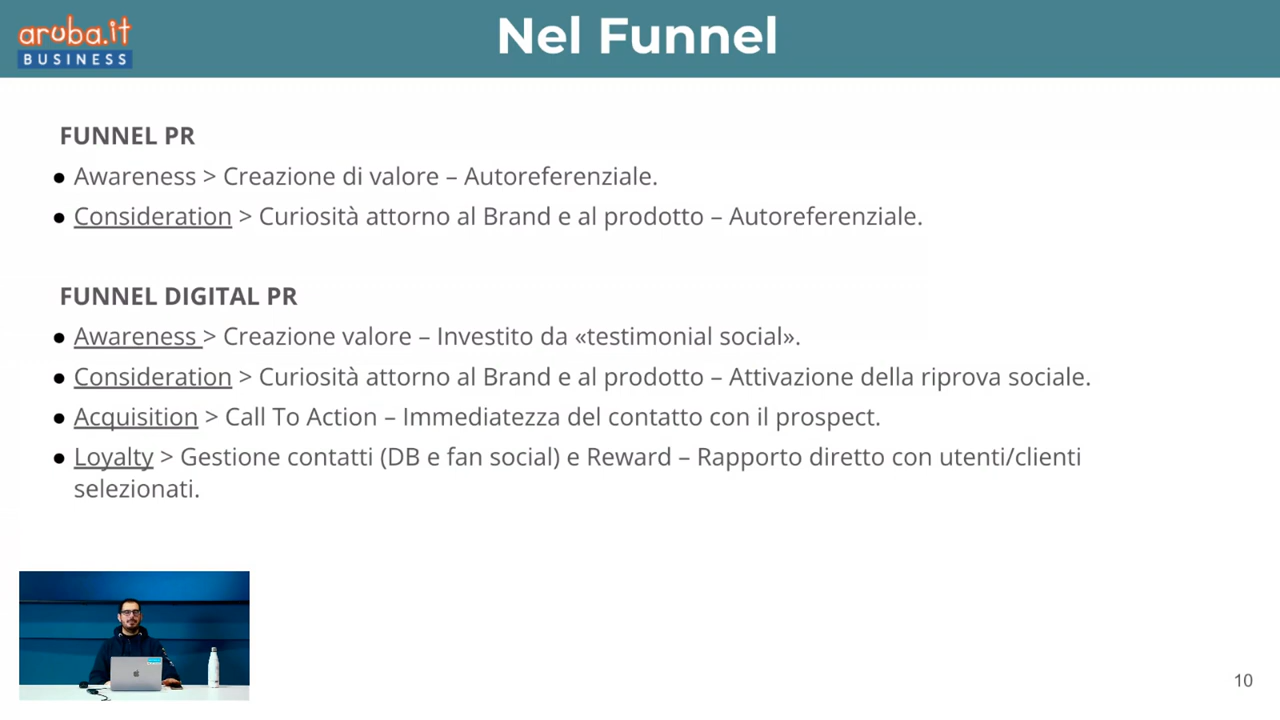 aruba.it
BUSINESS
Nel Funnel
FUNNEL PR
● Awareness > Creazione di valore – Autoreferenziale.
● Consideration > Curiosità attorno al Brand e al prodotto – Autoreferenziale.
FUNNEL DIGITAL PR
● Awareness > Creazione valore – Investito da «testimonial social».
● Consideration > Curiosità attorno al Brand e al prodotto – Attivazione della riprova sociale.
● Acquisition > Call To Action – Immediatezza del contatto con il prospect.
● Loyalty > Gestione contatti (DB e fan social) e Reward – Rapporto diretto con utenti/clienti
selezionati.
10